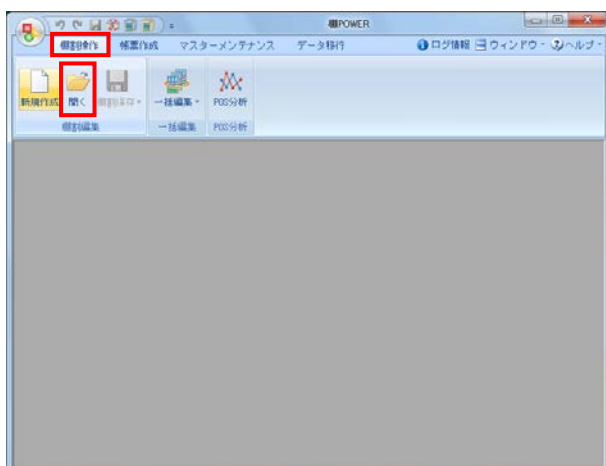 棚POWER
棚割操作 帳票作成 マスターメンテナンス データ移行 ログ情報 ウィンドウ ヘルプ
新規作成 開く 棚割保存 一括編集 POS分析
棚割編集 一括編集 POS分析